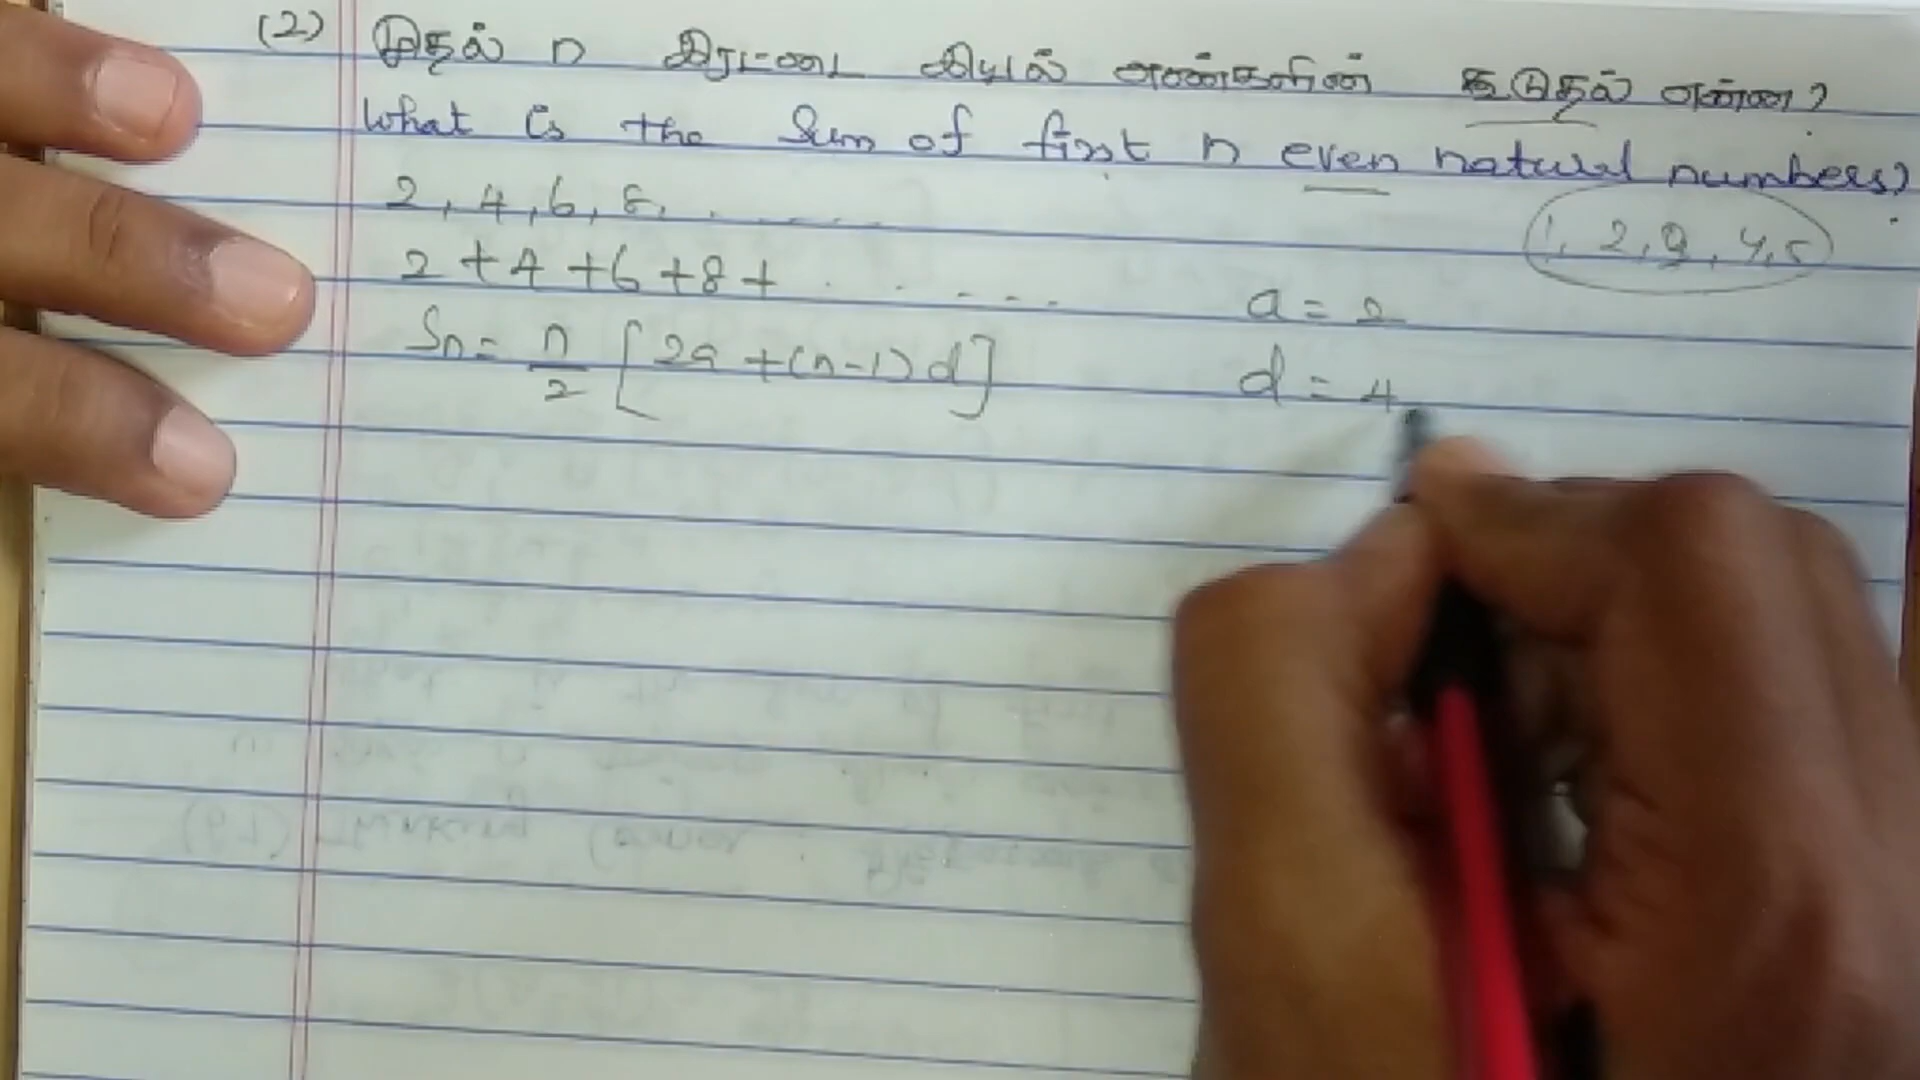 (2) முதல் n இரட்டை இயல் எண்களின் கூடுதல் என்ன?
What is the Sum of first n even natural numbers?
2, 4, 6, 8, . . . . . .
1, 2, 3, 4, 5
2 + 4 + 6 + 8 + . . . . . . .
a = 2
Sn = n/2 [2a + (n-1) d]
d = 4